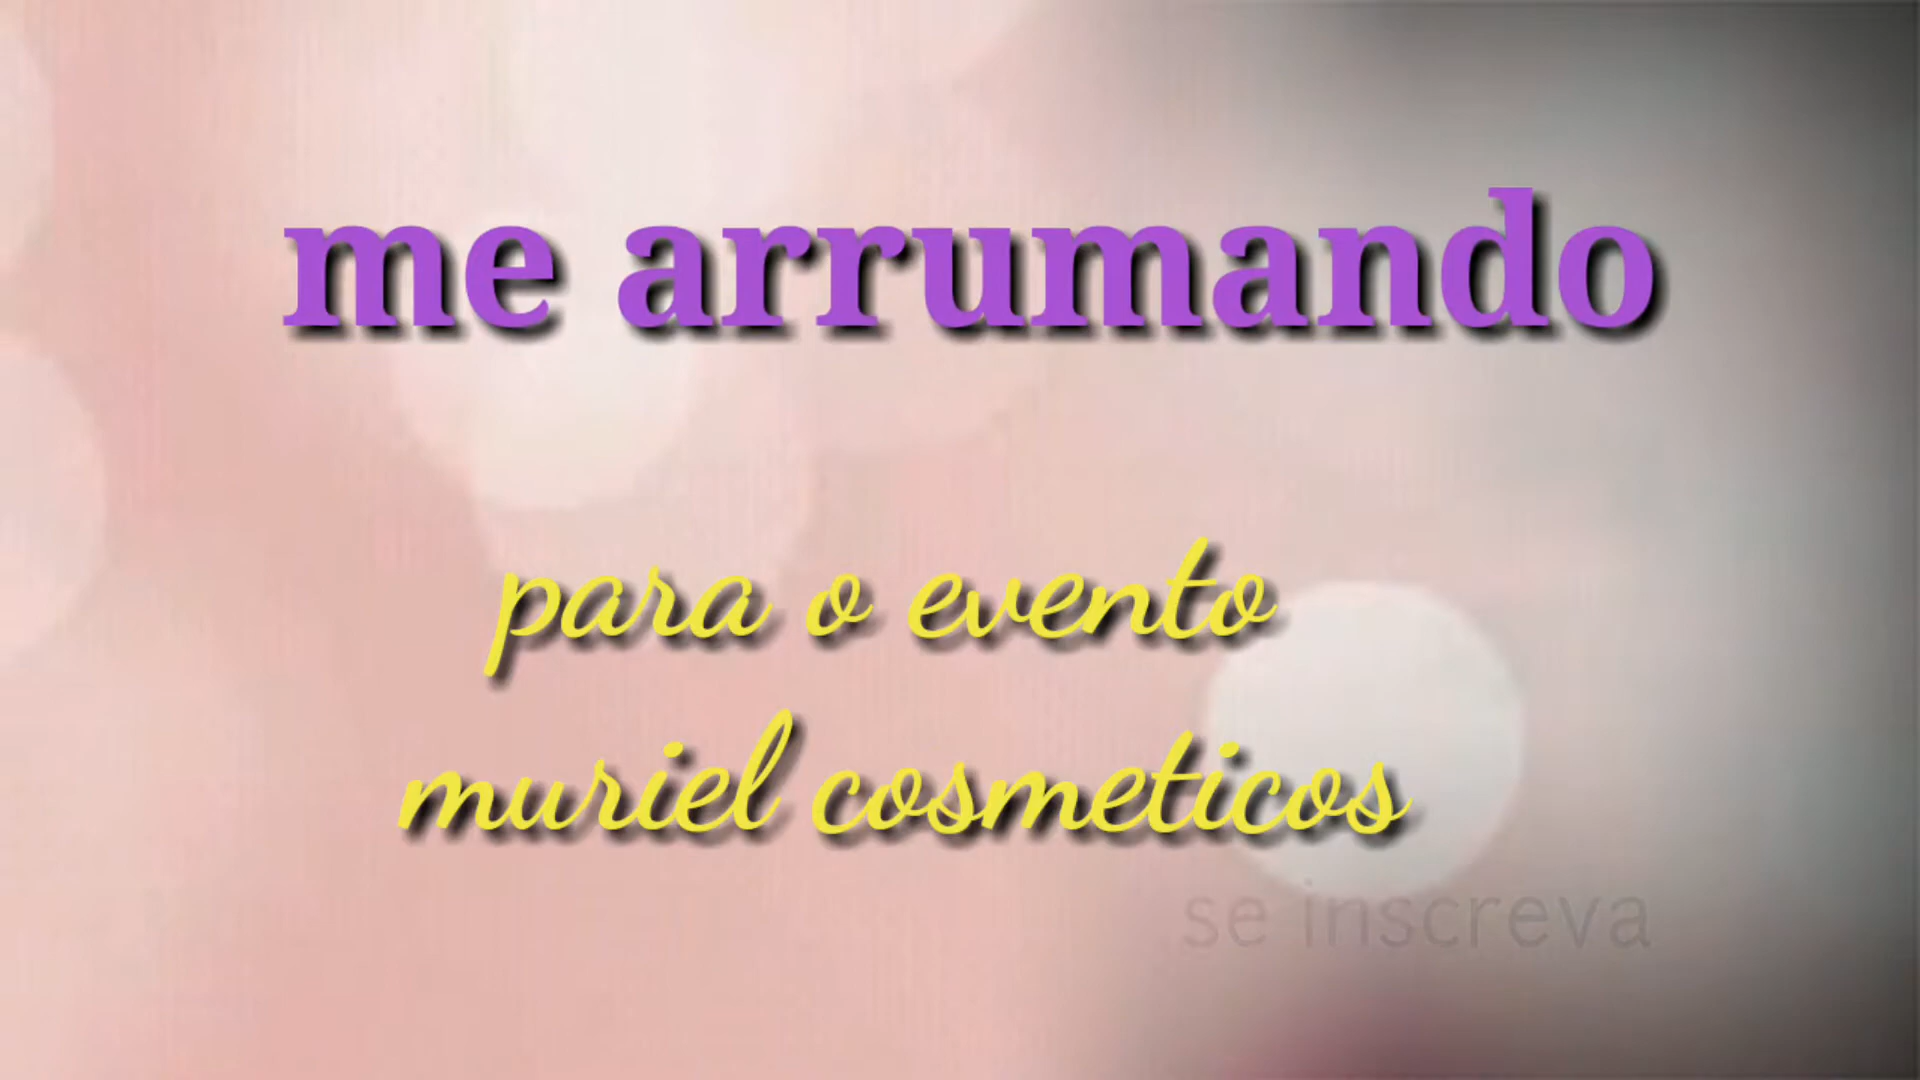 me arrumando
para o evento
muriel cosmeticos
se inscreva